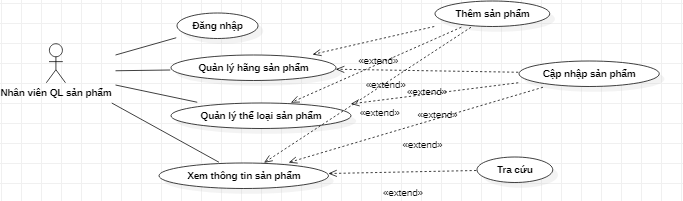 Thêm sản phẩm
Đăng nhập
«extend»
Quản lý hãng sản phẩm
Cập nhập sản phẩm
«extend»
«extend»
Nhân viên QL sản phẩm
Quản lý thể loại sản phẩm
«extend»
«extend»
«extend»
Xem thông tin sản phẩm
Tra cứu
«extend»